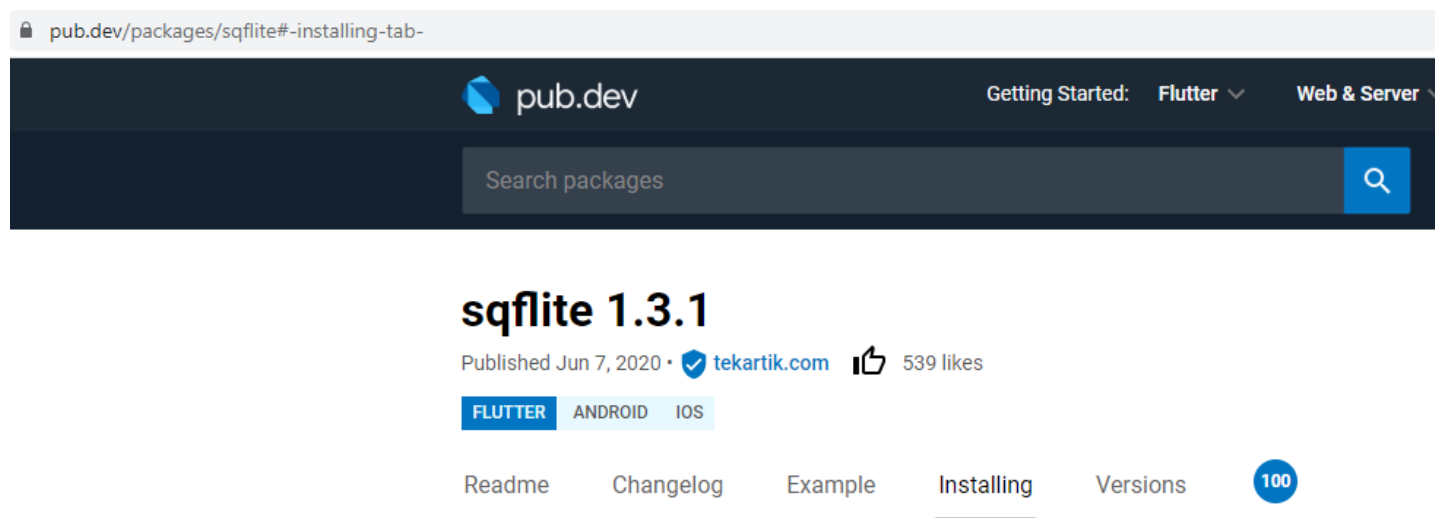 pub.dev/packages/sqflite#-installing-tab-
pub.dev Getting Started: Flutter Web & Server
Search packages
sqflite 1.3.1
Published Jun 7, 2020 • tekartik.com 539 likes
FLUTTER ANDROID IOS
Readme Changelog Example Installing Versions 100